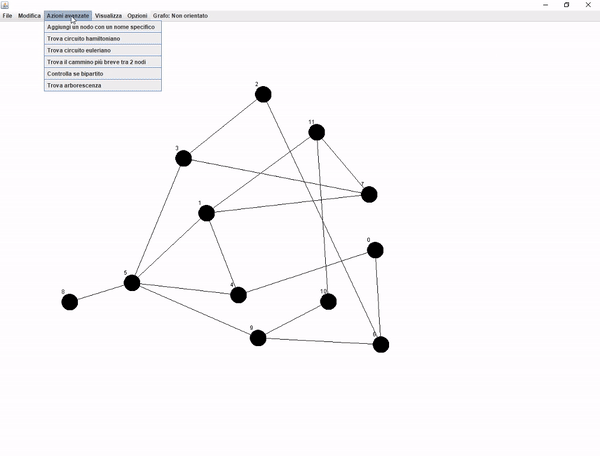 File Modifica Azioni avanzate Visualizza Opzioni Grafo: Non orientato
Aggiungi un nodo con un nome specifico
Trova circuito hamiltoniano
Trova circuito euleriano
Trova il cammino più breve tra 2 nodi
Controlla se bipartito
Trova arborescenza
2
11
3
7
1
0
5
4
10
8
9
6